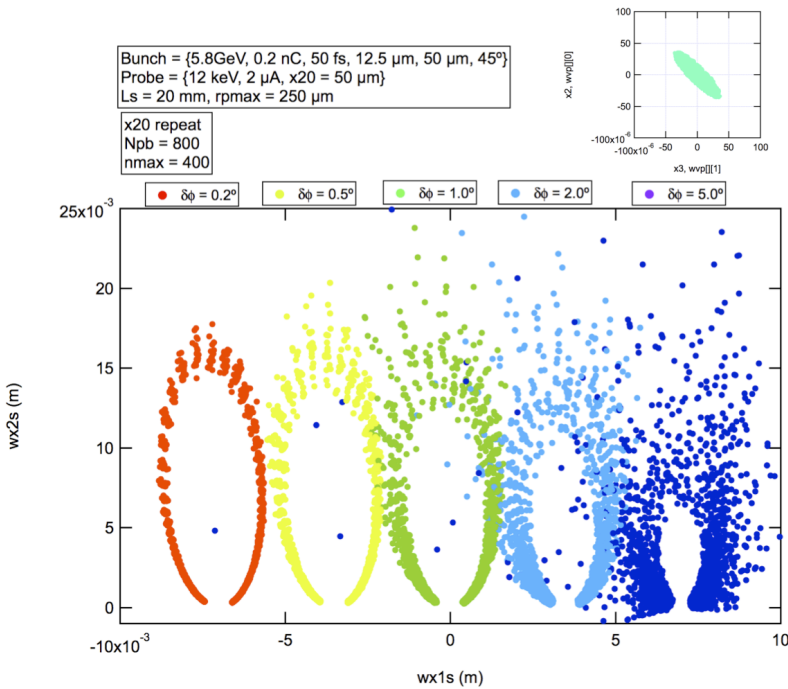 Bunch = {5.8GeV, 0.2 nC, 50 fs, 12.5 µm, 50 µm, 45º}
Probe = {12 keV, 2 µA, x20 = 50 µm}
Ls = 20 mm, rpmax = 250 µm
x20 repeat
Npb = 800
nmax = 400
100
50
0
-50
-100x10⁻⁶
x2, wvp[][0]
-100x10⁻⁶ -50 0 50 100
x3, wvp[][1]
δϕ = 0.2º δϕ = 0.5º δϕ = 1.0º δϕ = 2.0º δϕ = 5.0º
25x10⁻³
20
15
10
5
0
wx2s (m)
-10x10⁻³ -5 0 5 10
wx1s (m)